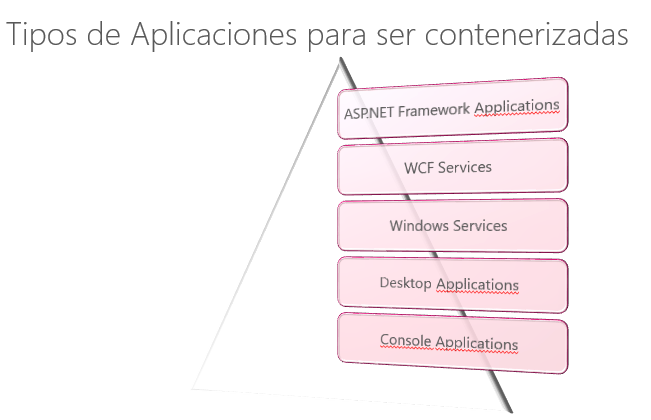 Tipos de Aplicaciones para ser contenerizadas
ASP.NET Framework Applications
WCF Services
Windows Services
Desktop Applications
Console Applications